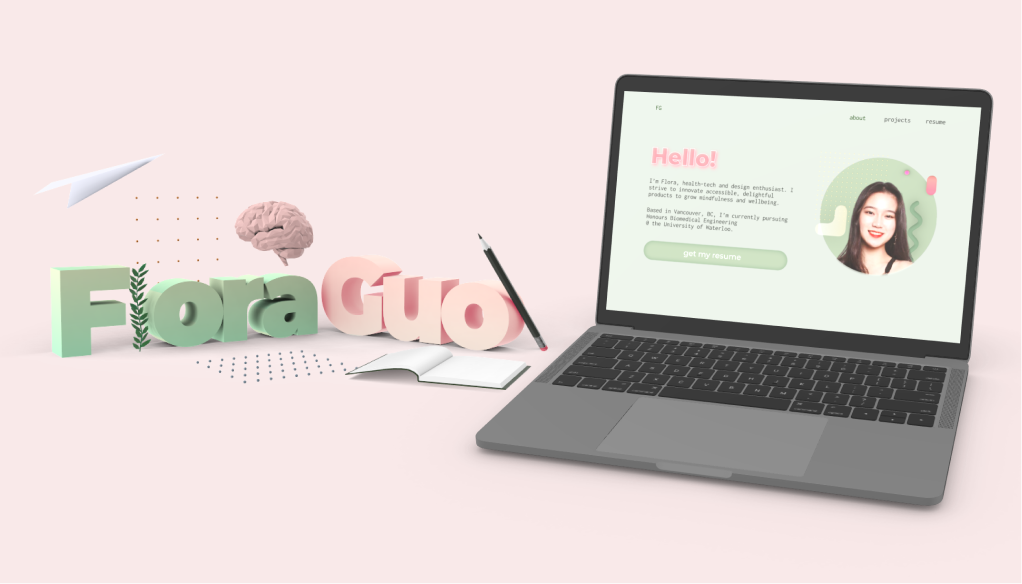 Flora Guo
FG
about projects resume
Hello!
I'm Flora, health-tech and design enthusiast. I
strive to innovate accessible, delightful
products to grow mindfulness and wellbeing.
Based in Vancouver, BC, I'm currently pursuing
Honours Biomedical Engineering
@ the University of Waterloo.
get my resume